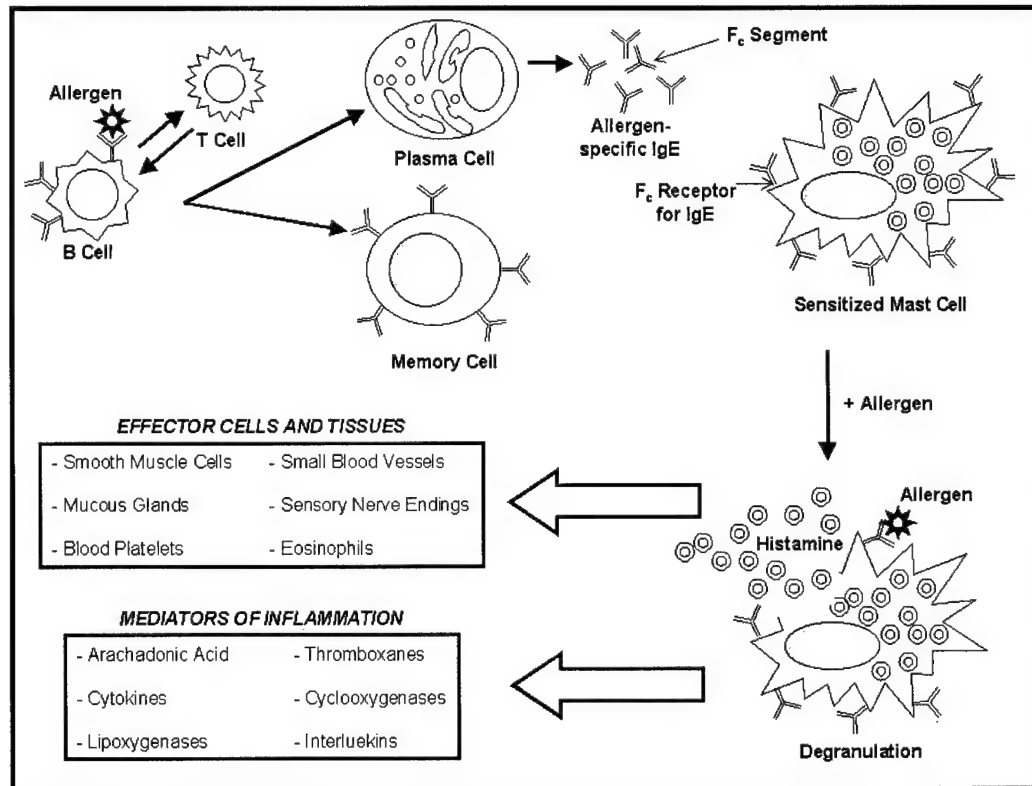 Allergen
T Cell
B Cell
Plasma Cell
Memory Cell
Fc Segment
Allergen-
specific IgE
Fc Receptor
for IgE
Sensitized Mast Cell
+ Allergen
EFFECTOR CELLS AND TISSUES
- Smooth Muscle Cells - Small Blood Vessels
- Mucous Glands - Sensory Nerve Endings
- Blood Platelets - Eosinophils
Allergen
Histamine
MEDIATORS OF INFLAMMATION
- Arachadonic Acid - Thromboxanes
- Cytokines - Cyclooxygenases
- Lipoxygenases - Interluekins
Degranulation